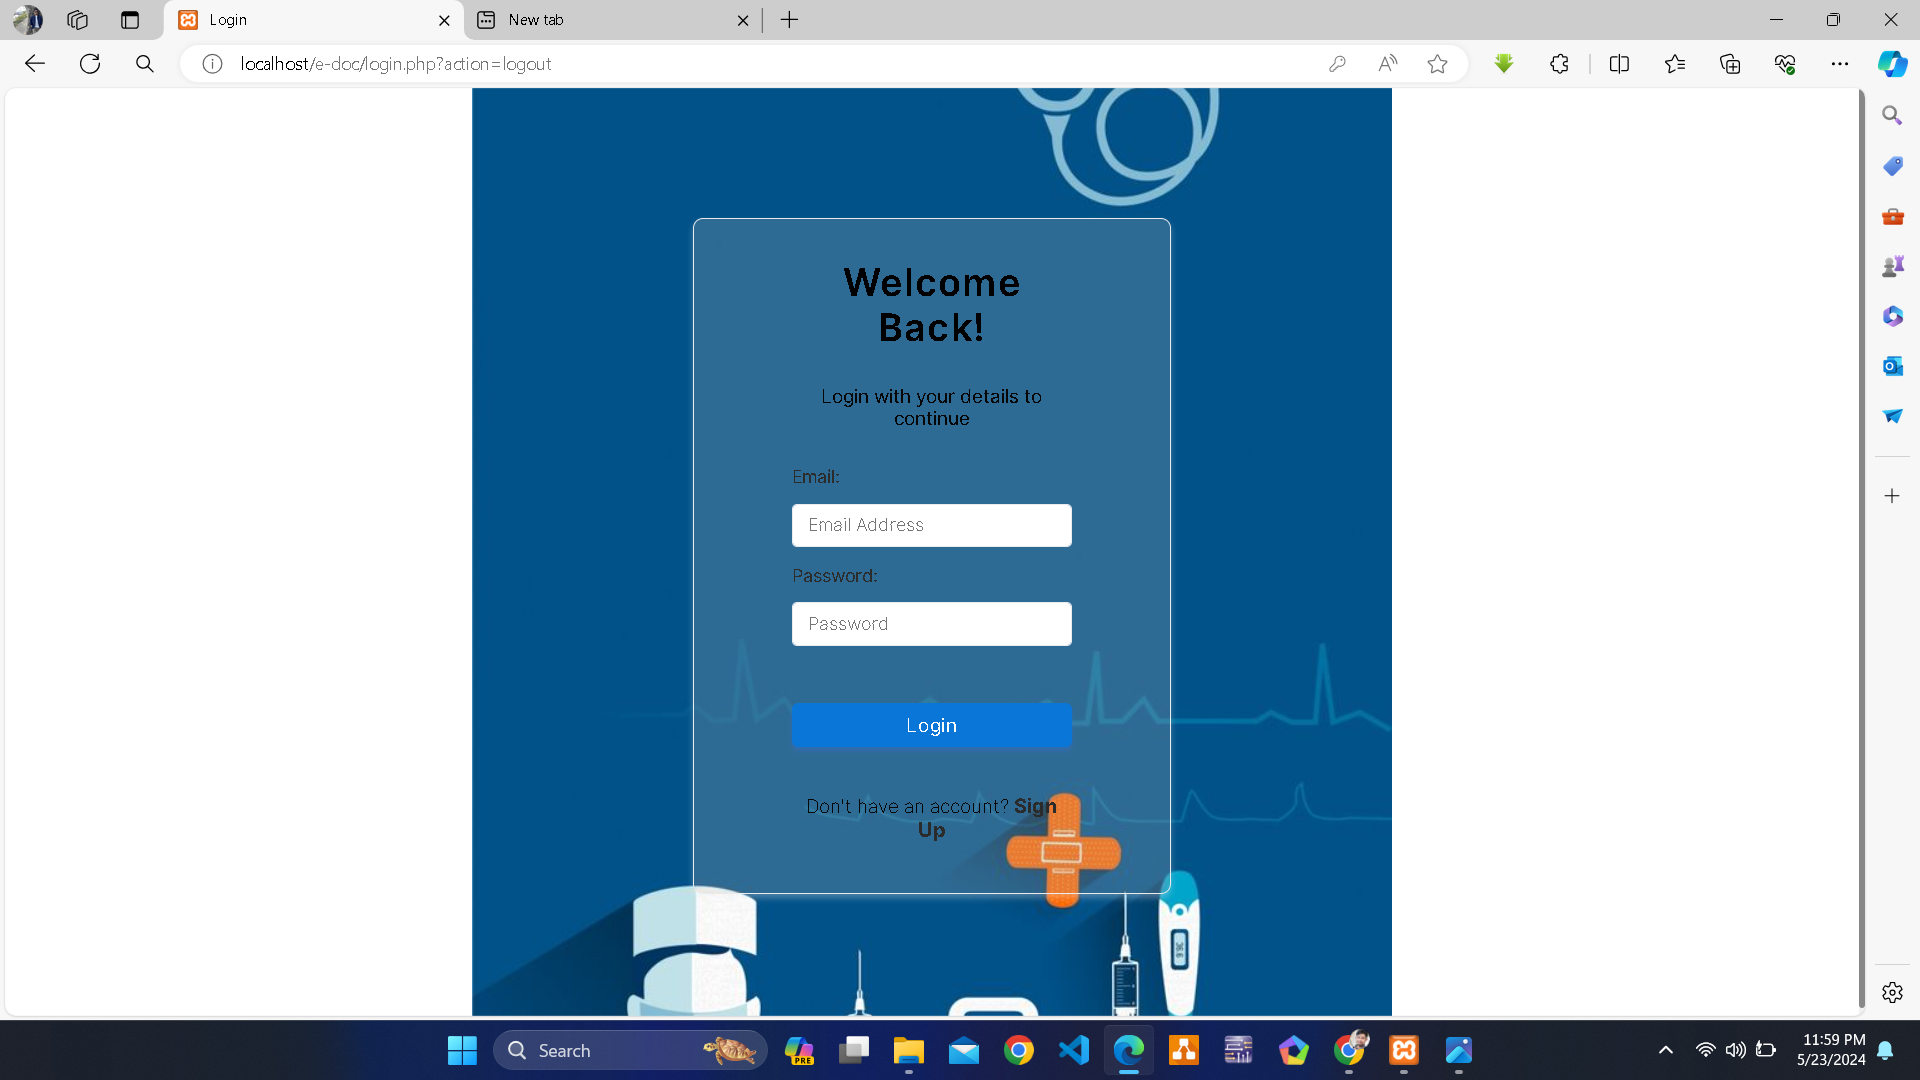 Login
New tab
localhost/e-doc/login.php?action=logout
Welcome
Back!
Login with your details to
continue
Email:
Email Address
Password:
Password
Login
Don't have an account? Sign
Up
Search
PRE
11:59 PM
5/23/2024